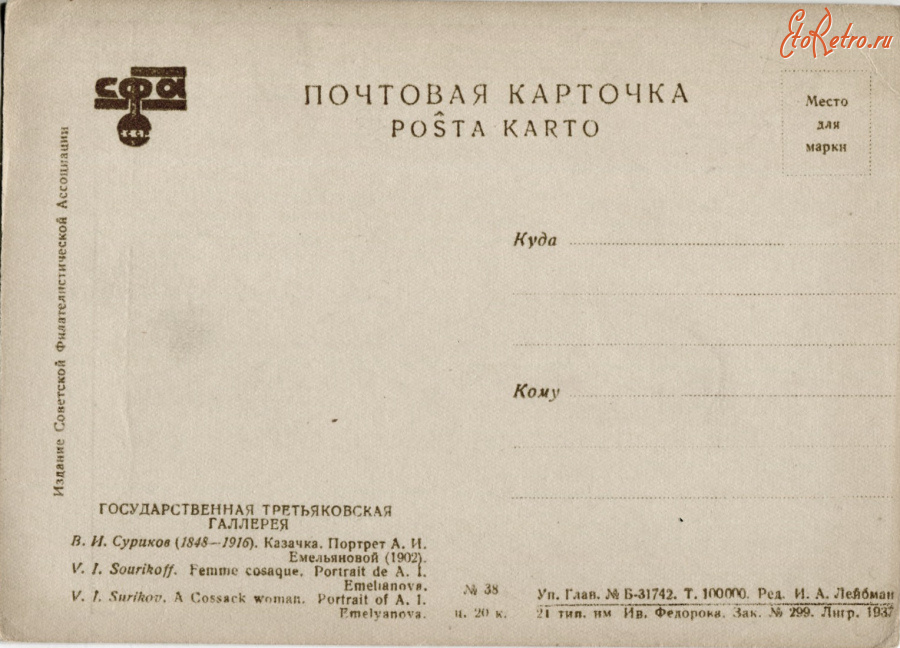 EtoRetro.ru
СФА
СССР
ПОЧТОВАЯ КАРТОЧКА
POŜTA KARTO
Место
для
марки
Издание Советской Филателистической Ассоциации
Куда
Кому
ГОСУДАРСТВЕННАЯ ТРЕТЬЯКОВСКАЯ
ГАЛЛЕРЕЯ
В. И. Суриков (1848—1916). Казачка. Портрет А. И.
Емельяновой (1902).
V. I. Sourikoff. Femme cosaque. Portrait de A. I.
Emelianova.
V. I. Surikov. A Cossack woman. Portrait of A. I.
Emelyanova.
№ 38
ц. 20 к.
Уп. Глав. № Б-31742. Т. 100000. Ред. И. А. Лейбман
21 тип. им Ив. Федорока. Зак. № 299. Лигр. 1937